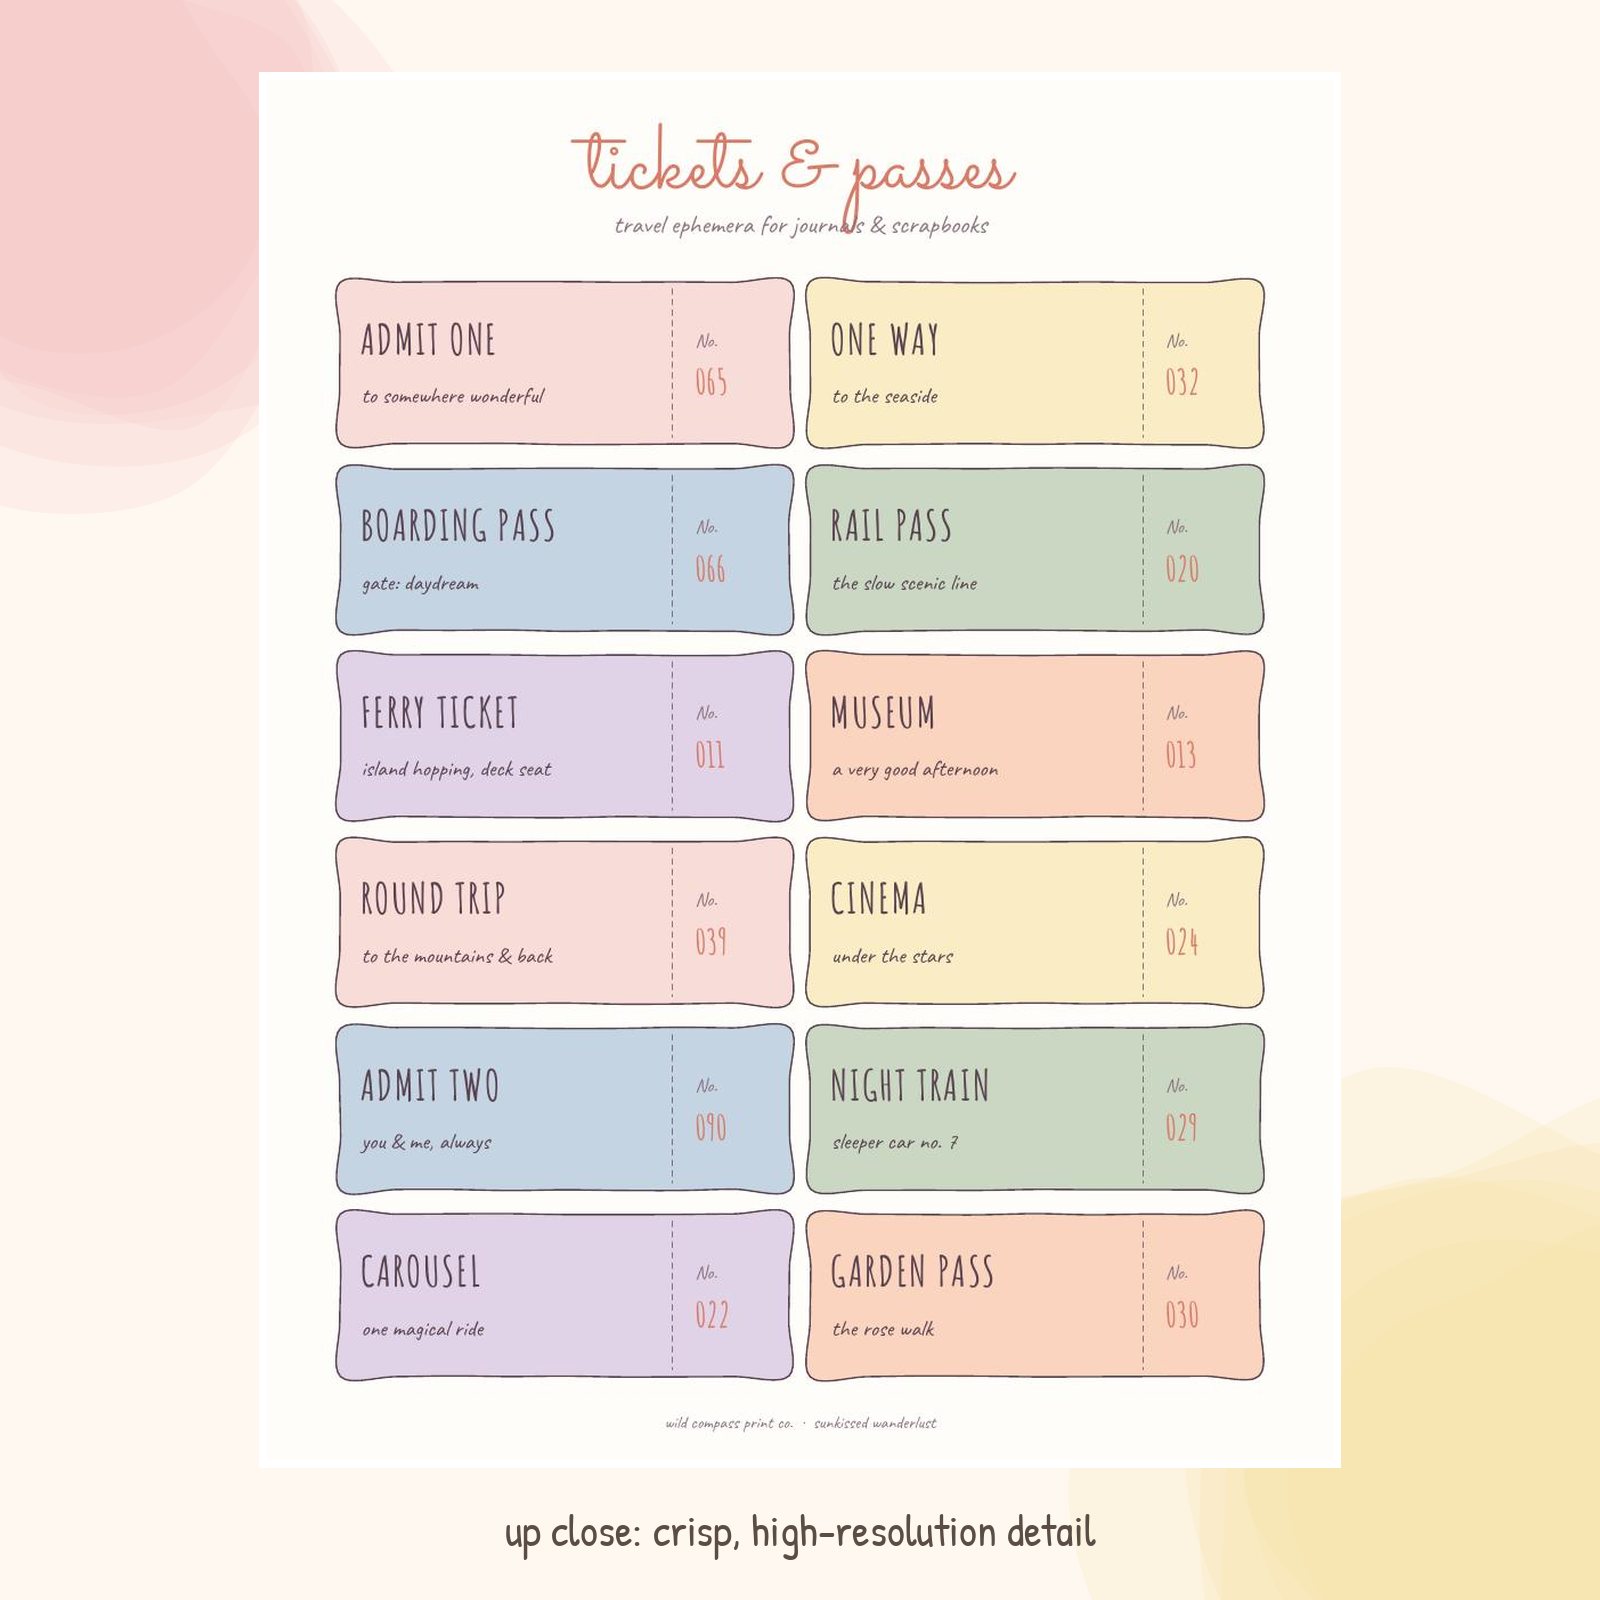 tickets & passes
travel ephemera for journals & scrapbooks
ADMIT ONE
to somewhere wonderful
No.
065
ONE WAY
to the seaside
No.
032
BOARDING PASS
gate: daydream
No.
066
RAIL PASS
the slow scenic line
No.
020
FERRY TICKET
island hopping, deck seat
No.
011
MUSEUM
a very good afternoon
No.
013
ROUND TRIP
to the mountains & back
No.
039
CINEMA
under the stars
No.
024
ADMIT TWO
you & me, always
No.
090
NIGHT TRAIN
sleeper car no. 7
No.
029
CAROUSEL
one magical ride
No.
022
GARDEN PASS
the rose walk
No.
030
wild compass print co. · sunkissed wanderlust
up close: crisp, high-resolution detail